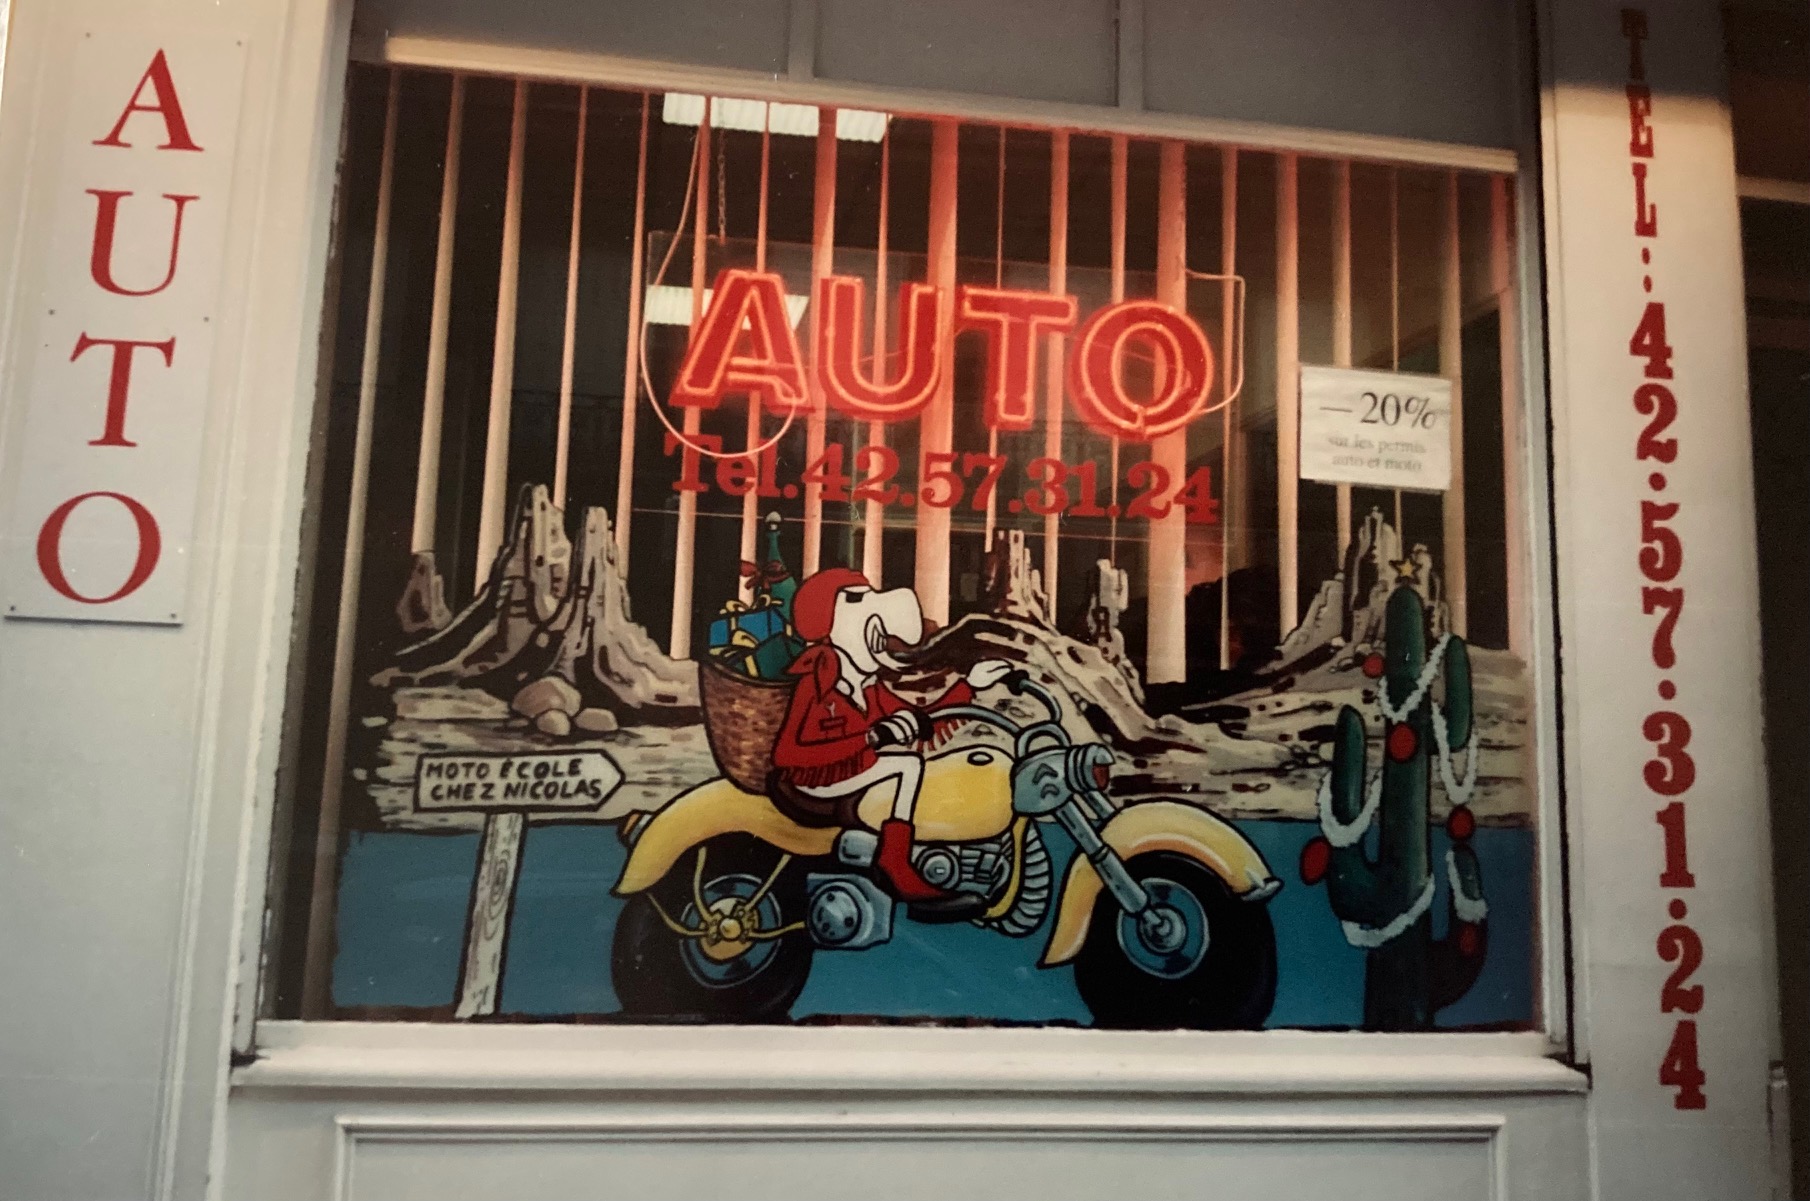 AUTO
AUTO
Tel.42.57.31.24
—20%
sur les permis
auto et moto
MOTO ÉCOLE
CHEZ NICOLAS
TEL.:42.57.31.24